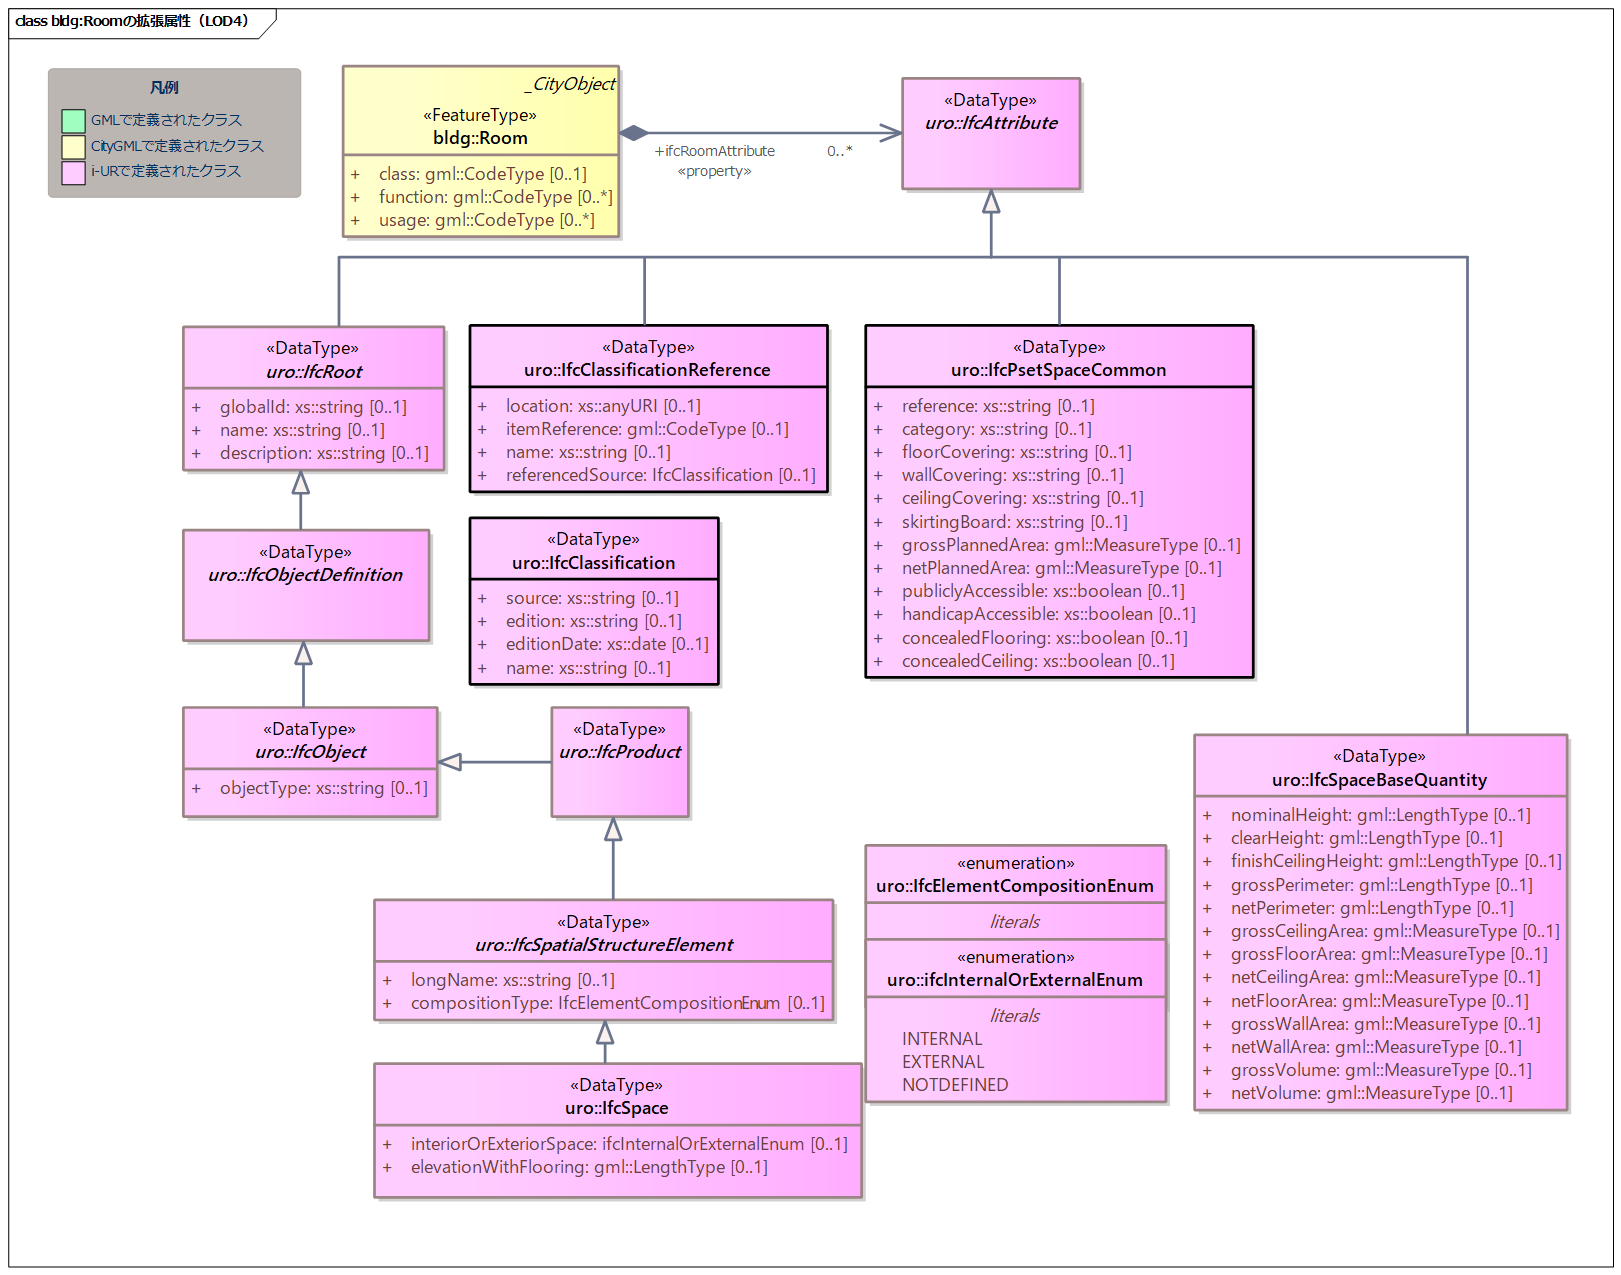 class bldg:Roomの拡張属性（LOD4）
凡例
GMLで定義されたクラス
CityGMLで定義されたクラス
i-URで定義されたクラス
_CityObject
«FeatureType»
bldg::Room
+ class: gml::CodeType [0..1]
+ function: gml::CodeType [0..*]
+ usage: gml::CodeType [0..*]
+ifcRoomAttribute
«property»
0..*
«DataType»
uro::IfcAttribute
«DataType»
uro::IfcRoot
+ globalId: xs::string [0..1]
+ name: xs::string [0..1]
+ description: xs::string [0..1]
«DataType»
uro::IfcClassificationReference
+ location: xs::anyURI [0..1]
+ itemReference: gml::CodeType [0..1]
+ name: xs::string [0..1]
+ referencedSource: IfcClassification [0..1]
«DataType»
uro::IfcPsetSpaceCommon
+ reference: xs::string [0..1]
+ category: xs::string [0..1]
+ floorCovering: xs::string [0..1]
+ wallCovering: xs::string [0..1]
+ ceilingCovering: xs::string [0..1]
+ skirtingBoard: xs::string [0..1]
+ grossPlannedArea: gml::MeasureType [0..1]
+ netPlannedArea: gml::MeasureType [0..1]
+ publiclyAccessible: xs::boolean [0..1]
+ handicapAccessible: xs::boolean [0..1]
+ concealedFlooring: xs::boolean [0..1]
+ concealedCeiling: xs::boolean [0..1]
«DataType»
uro::IfcObjectDefinition
«DataType»
uro::IfcClassification
+ source: xs::string [0..1]
+ edition: xs::string [0..1]
+ editionDate: xs::date [0..1]
+ name: xs::string [0..1]
«DataType»
uro::IfcObject
+ objectType: xs::string [0..1]
«DataType»
uro::IfcProduct
«DataType»
uro::IfcSpaceBaseQuantity
+ nominalHeight: gml::LengthType [0..1]
+ clearHeight: gml::LengthType [0..1]
+ finishCeilingHeight: gml::LengthType [0..1]
+ grossPerimeter: gml::LengthType [0..1]
+ netPerimeter: gml::LengthType [0..1]
+ grossCeilingArea: gml::MeasureType [0..1]
+ grossFloorArea: gml::MeasureType [0..1]
+ netCeilingArea: gml::MeasureType [0..1]
+ netFloorArea: gml::MeasureType [0..1]
+ grossWallArea: gml::MeasureType [0..1]
+ netWallArea: gml::MeasureType [0..1]
+ grossVolume: gml::MeasureType [0..1]
+ netVolume: gml::MeasureType [0..1]
«DataType»
uro::IfcSpatialStructureElement
+ longName: xs::string [0..1]
+ compositionType: IfcElementCompositionEnum [0..1]
«enumeration»
uro::IfcElementCompositionEnum
literals
«enumeration»
uro::ifcInternalOrExternalEnum
literals
INTERNAL
EXTERNAL
NOTDEFINED
«DataType»
uro::IfcSpace
+ interiorOrExteriorSpace: ifcInternalOrExternalEnum [0..1]
+ elevationWithFlooring: gml::LengthType [0..1]